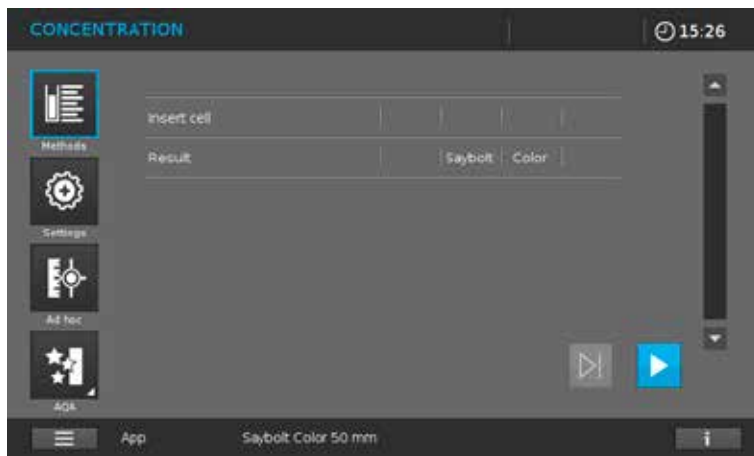 CONCENTRATION 15:26
Methods
Insert cell
Result Saybolt Color
Settings
Ad hoc
AQA
App Saybolt Color 50 mm i